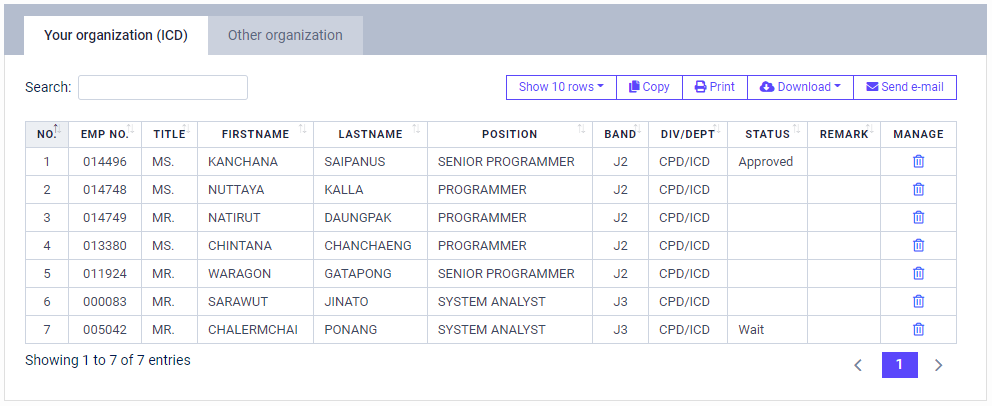 Your organization (ICD) Other organization
Search: Show 10 rows Copy Print Download Send e-mail
NO. EMP NO. TITLE FIRSTNAME LASTNAME POSITION BAND DIV/DEPT STATUS REMARK MANAGE
1 014496 MS. KANCHANA SAIPANUS SENIOR PROGRAMMER J2 CPD/ICD Approved
2 014748 MS. NUTTAYA KALLA PROGRAMMER J2 CPD/ICD
3 014749 MR. NATIRUT DAUNGPAK PROGRAMMER J2 CPD/ICD
4 013380 MS. CHINTANA CHANCHAENG PROGRAMMER J2 CPD/ICD
5 011924 MR. WARAGON GATAPONG SENIOR PROGRAMMER J2 CPD/ICD
6 000083 MR. SARAWUT JINATO SYSTEM ANALYST J3 CPD/ICD
7 005042 MR. CHALERMCHAI PONANG SYSTEM ANALYST J3 CPD/ICD Wait
Showing 1 to 7 of 7 entries 1